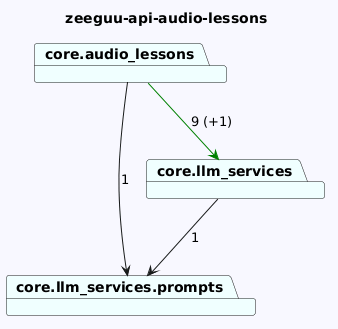 zeeguu-api-audio-lessons
core.audio_lessons
9 (+1)
core.llm_services
1
1
core.llm_services.prompts